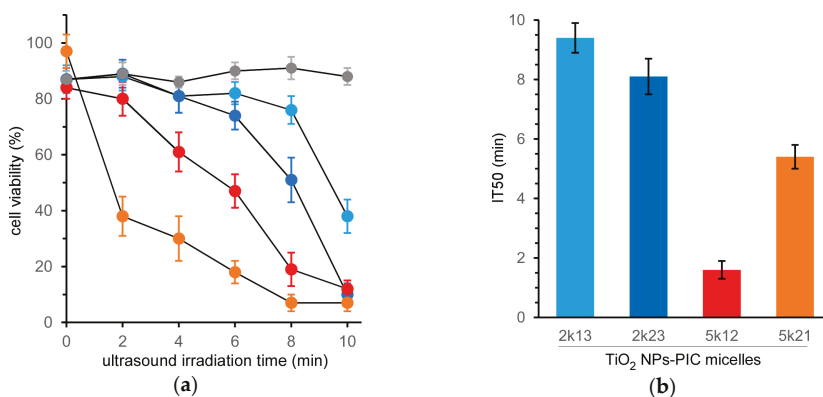 100
80
60
40
20
0
cell viability (%)
0 2 4 6 8 10
ultrasound irradiation time (min)
(a)
10
8
6
4
2
0
IT50 (min)
2k13 2k23 5k12 5k21
TiO2 NPs-PIC micelles
(b)